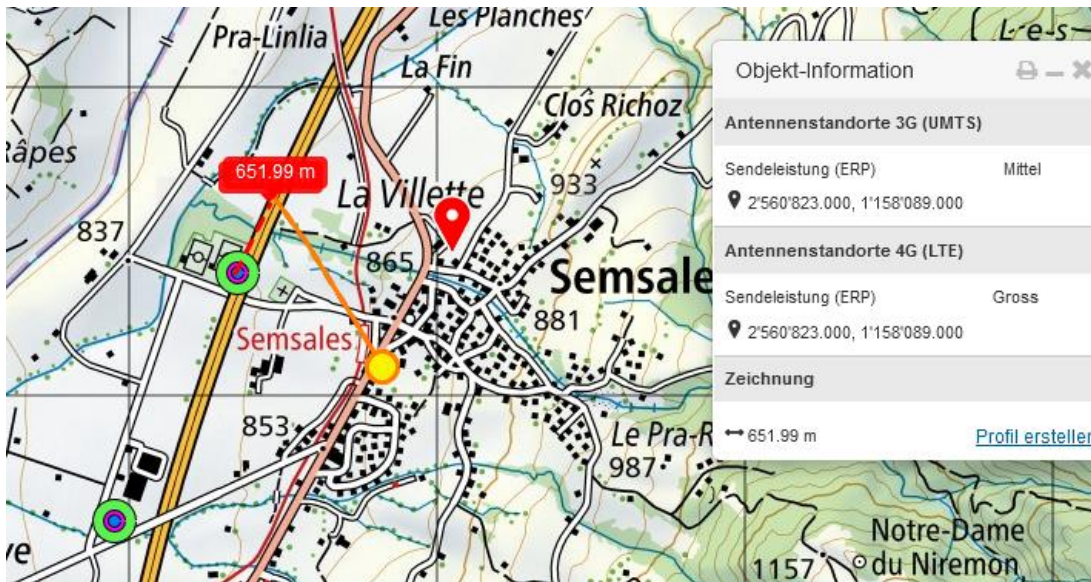 Les Planches
Pra-Linlia
La Fin
Clos Richoz
Râpes
651.99 m
La Villette
933
837
865
Semsale
881
Semsales
853
Le Pra-R
987
Notre-Dame
du Niremon
1157
ve
L-e-s
Objekt-Information
Antennenstandorte 3G (UMTS)
Sendeleistung (ERP) Mittel
2'560'823.000, 1'158'089.000
Antennenstandorte 4G (LTE)
Sendeleistung (ERP) Gross
2'560'823.000, 1'158'089.000
Zeichnung
651.99 m Profil erstellen